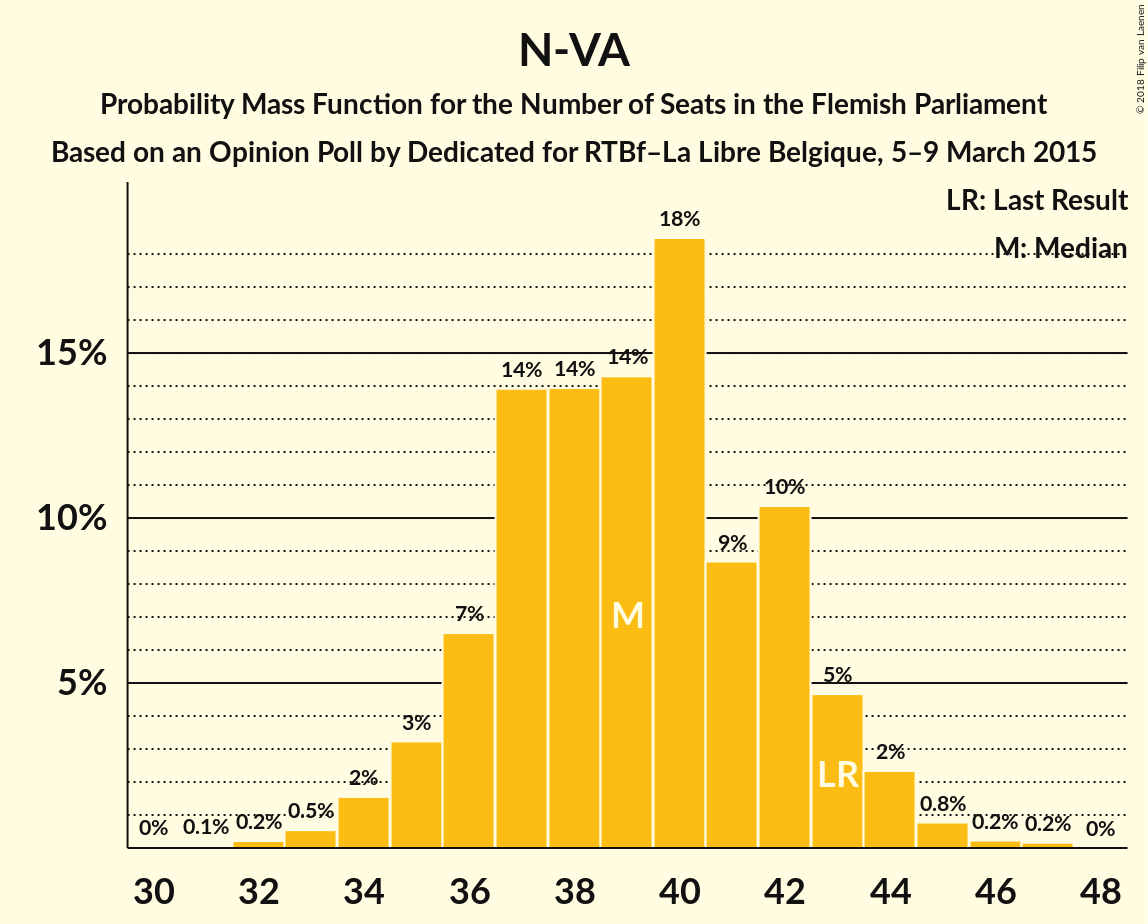 © 2018 Filip van Laenen
N-VA
Probability Mass Function for the Number of Seats in the Flemish Parliament
Based on an Opinion Poll by Dedicated for RTBf–La Libre Belgique, 5–9 March 2015
LR: Last Result
M: Median
15%
10%
5%
0%
0.1%
0.2%
0.5%
2%
3%
7%
14%
14%
14%
18%
9%
10%
5%
2%
0.8%
0.2%
0.2%
0%
M
LR
30 32 34 36 38 40 42 44 46 48